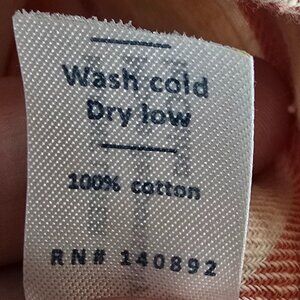 Wash cold
Dry low
100% cotton
RN# 140892